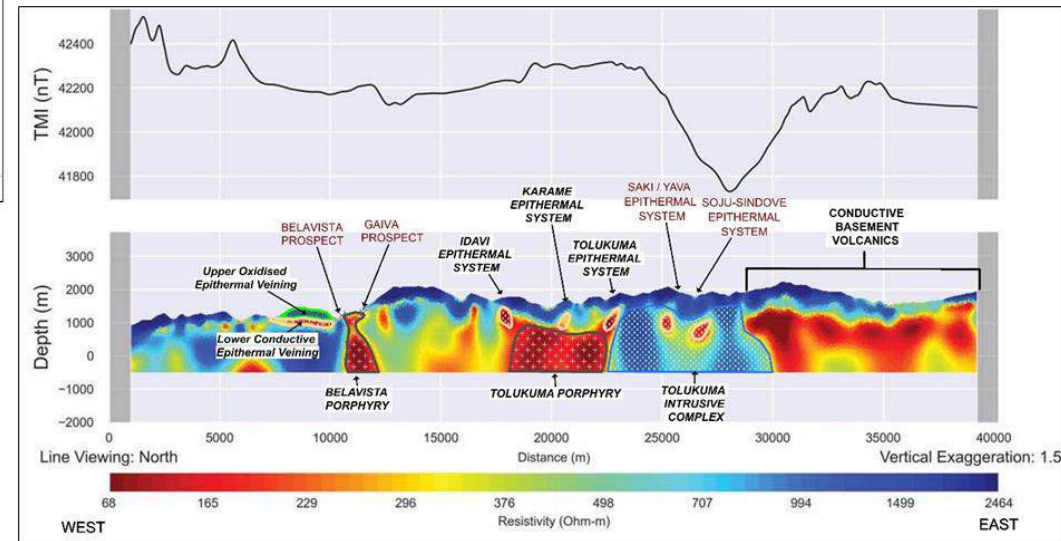 42400
42200
42000
41800
TMI (nT)
KARAME
EPITHERMAL
SYSTEM
SAKI / YAVA
EPITHERMAL
SYSTEM
SOJU-SINDOVE
EPITHERMAL
SYSTEM
CONDUCTIVE
BASEMENT
VOLCANICS
BELAVISTA
PROSPECT
GAIVA
PROSPECT
IDAVI
EPITHERMAL
SYSTEM
TOLUKUMA
EPITHERMAL
SYSTEM
Upper Oxidised
Epithermal Veining
Lower Conductive
Epithermal Veining
3000
2000
1000
0
−1000
−2000
Depth (m)
BELAVISTA
PORPHYRY
TOLUKUMA PORPHYRY
TOLUKUMA
INTRUSIVE
COMPLEX
0 5000 10000 15000 20000 25000 30000 35000 40000
Line Viewing: North Distance (m) Vertical Exaggeration: 1.5
68 165 229 296 376 498 707 994 1499 2464
Resistivity (Ohm-m)
WEST EAST